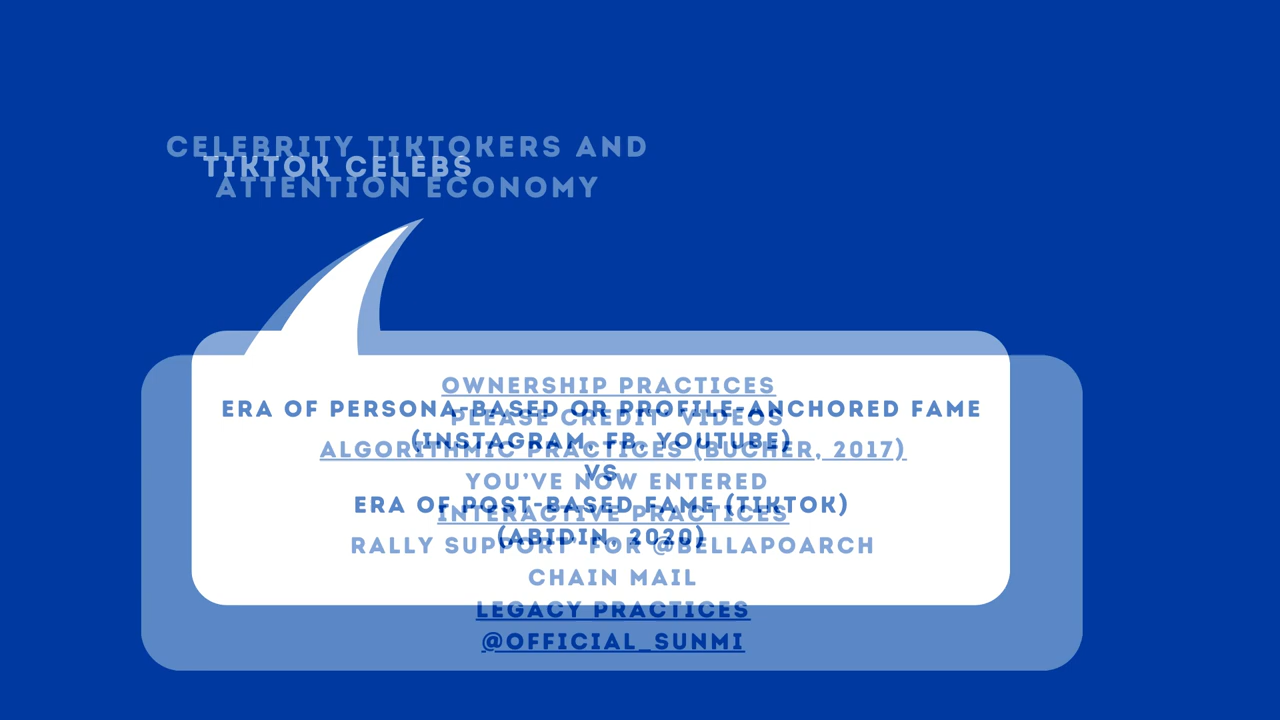 CELEBRITY TIKTOKERS AND
ATTENTION ECONOMY
TIKTOK CELEBS
OWNERSHIP PRACTICES
PLEASE CREDIT VIDEOS
ALGORITHMIC PRACTICES (BUCHER, 2017)
YOU'VE NOW ENTERED
INTERACTIVE PRACTICES
RALLY SUPPORT FOR @BELLAPOARCH
CHAIN MAIL
LEGACY PRACTICES
@OFFICIAL_SUNMI
ERA OF PERSONA-BASED OR PROFILE-ANCHORED FAME
(INSTAGRAM, FB, YOUTUBE)
VS
ERA OF POST-BASED FAME (TIKTOK)
(ABIDIN, 2020)